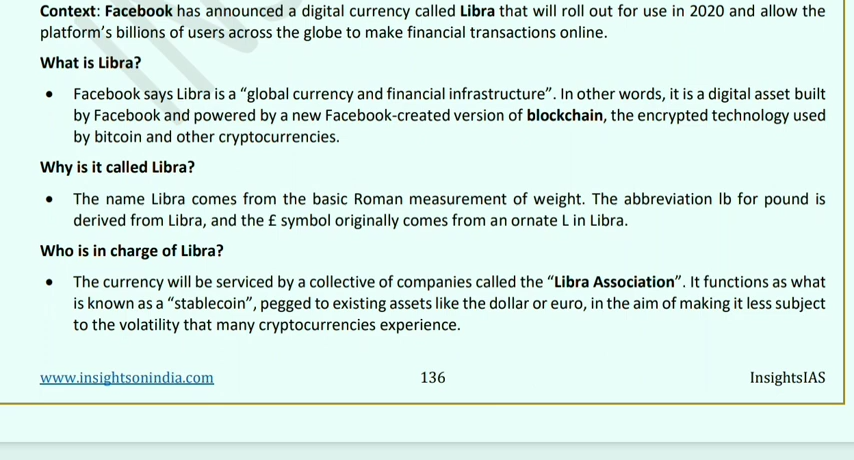 Context: Facebook has announced a digital currency called Libra that will roll out for use in 2020 and allow the
platform's billions of users across the globe to make financial transactions online.
What is Libra?
• Facebook says Libra is a "global currency and financial infrastructure". In other words, it is a digital asset built
by Facebook and powered by a new Facebook-created version of blockchain, the encrypted technology used
by bitcoin and other cryptocurrencies.
Why is it called Libra?
• The name Libra comes from the basic Roman measurement of weight. The abbreviation lb for pound is
derived from Libra, and the £ symbol originally comes from an ornate L in Libra.
Who is in charge of Libra?
• The currency will be serviced by a collective of companies called the "Libra Association". It functions as what
is known as a "stablecoin", pegged to existing assets like the dollar or euro, in the aim of making it less subject
to the volatility that many cryptocurrencies experience.
www.insightsonindia.com 136 InsightsIAS